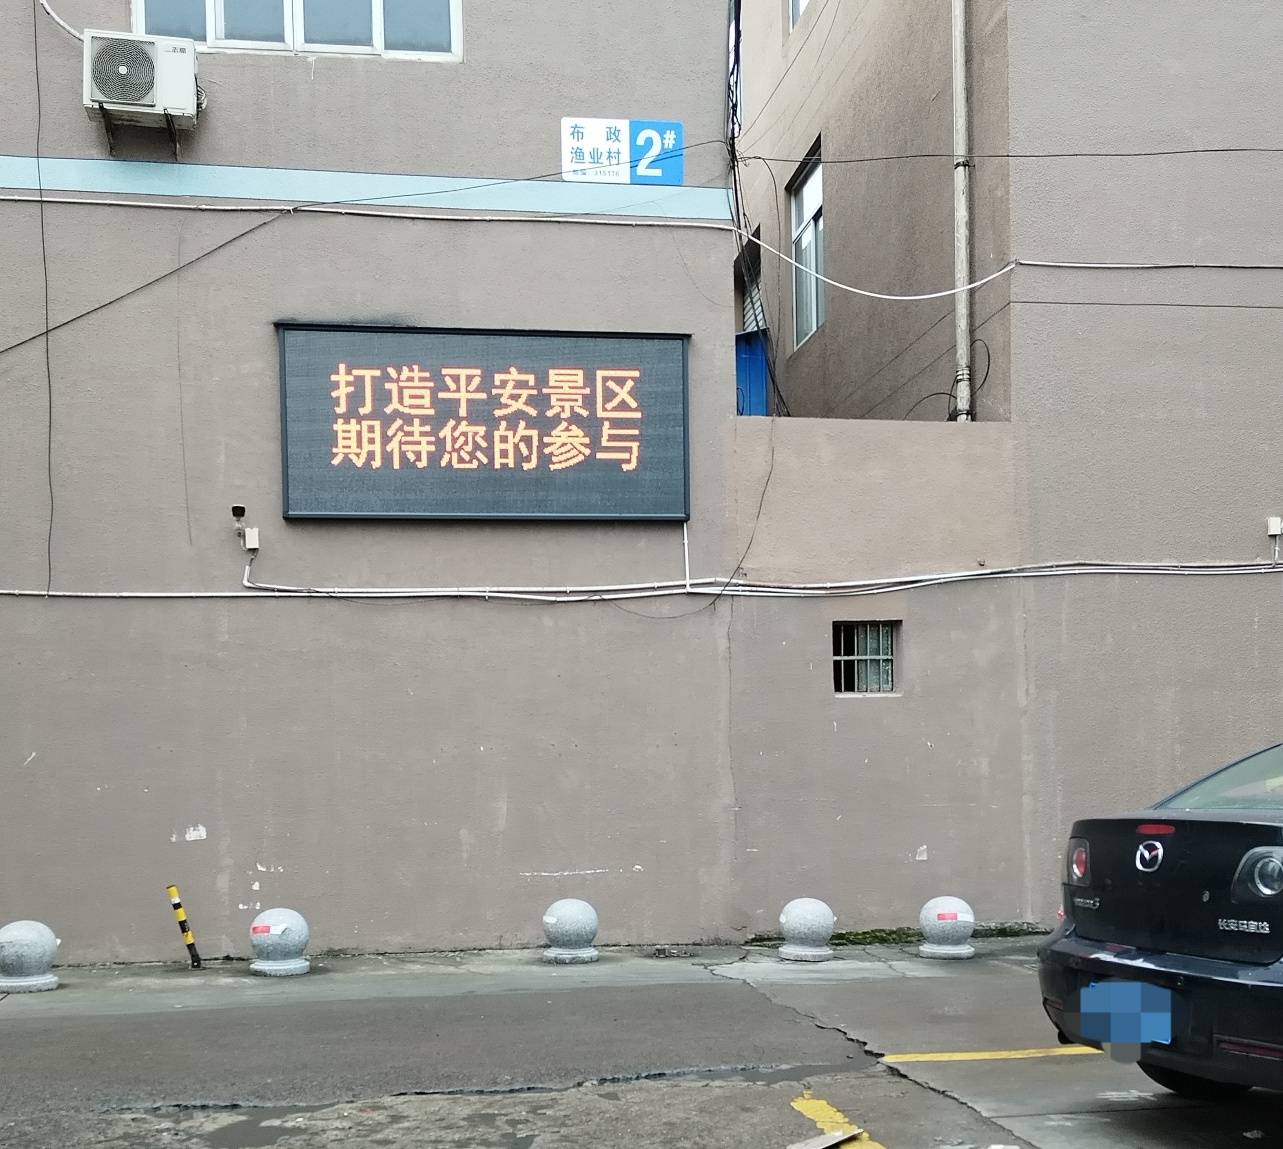 布政
渔业村
2#
打造平安景区
期待您的参与
长安马自达